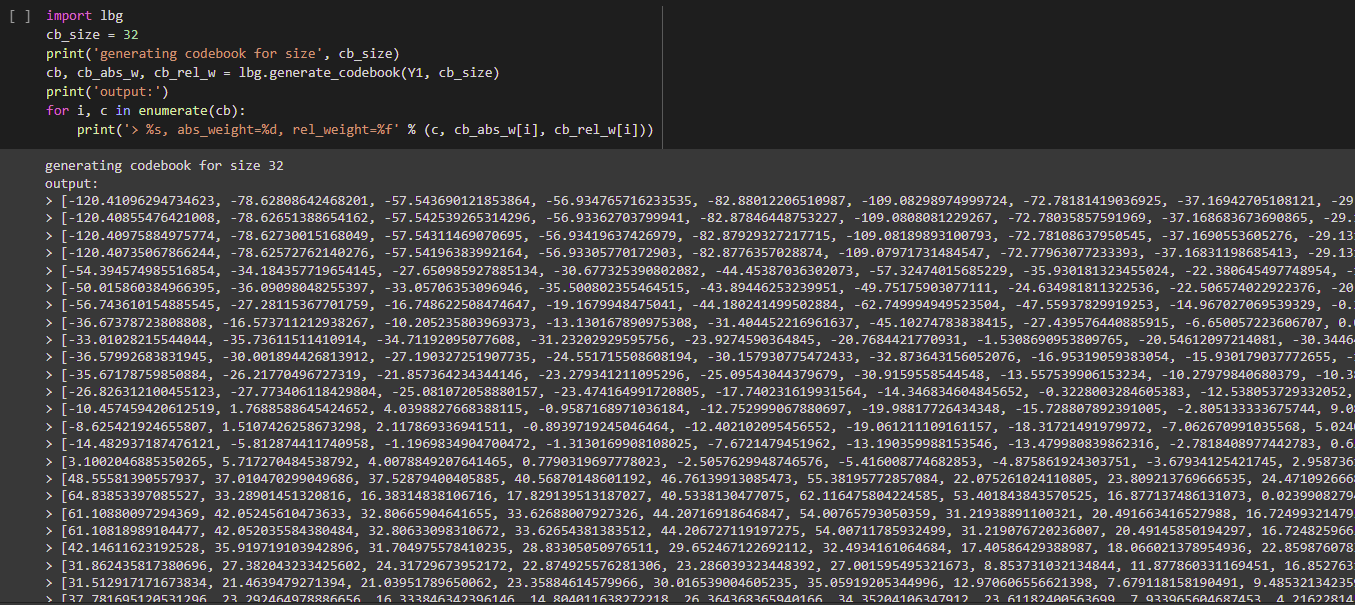 [ ] import lbg
cb_size = 32
print('generating codebook for size', cb_size)
cb, cb_abs_w, cb_rel_w = lbg.generate_codebook(Y1, cb_size)
print('output:')
for i, c in enumerate(cb):
    print('> %s, abs_weight=%d, rel_weight=%f' % (c, cb_abs_w[i], cb_rel_w[i]))
generating codebook for size 32
output:
> [-120.41096294734623, -78.62808642468201, -57.543690121853864, -56.934765716233535, -82.88012206510987, -109.08298974999724, -72.78181419036925, -37.16942705108121, -29
> [-120.40855476421008, -78.62651388654162, -57.542539265314296, -56.93362703799941, -82.87846448753227, -109.0808081229267, -72.78035857591969, -37.168683673690865, -29.
> [-120.40975884975774, -78.62730015168049, -57.54311469070695, -56.93419637426979, -82.87929327217715, -109.08189893100793, -72.78108637950545, -37.1690553605276, -29.13
> [-120.40735067866244, -78.62572762140276, -57.54196383992164, -56.93305770172903, -82.8776357028874, -109.07971731484547, -72.7796307723​3393, -37.16831198685413, -29.13
> [-54.394574985516854, -34.184357719654145, -27.650985927885134, -30.677325390802082, -44.45387036302073, -57.32474015685229, -35.930181323455024, -22.380645497748954, -
> [-50.015860384966395, -36.09098048255397, -33.05706353096946, -35.500802355464515, -43.89446253239951, -49.75175903077111, -24.634981811322536, -22.506574022922376, -20
> [-56.743610154885545, -27.28115367701759, -16.748622508474647, -19.1679948475041, -44.180241499502884, -62.749994949523504, -47.55937829919253, -14.967027069539329, -0.
> [-36.67378723808808, -16.573711212938267, -10.205235803969373, -13.130167890975308, -31.404452216961637, -45.10274783838415, -27.439576440885915, -6.650057223606707, 0.
> [-33.01028215544044, -35.73611511410914, -34.71192095077608, -31.23202929595756, -23.9274590364845, -20.7684421770931, -1.5308690953809765, -20.54612097214081, -30.3446
> [-36.57992683831945, -30.001894426813912, -27.190327251907735, -24.551715508608194, -30.157930775472433, -32.873643156052076, -16.95319059383054, -15.930179037772655, -
> [-35.67178759850884, -26.21770496727319, -21.857364234344146, -23.279341211095296, -25.09543044379679, -30.9159558544548, -13.557539906153234, -10.27979840680379, -10.3
> [-26.82631210045​5123, -27.773406118429804, -25.081072058880157, -23.474164991720805, -17.740231619931564, -14.346834604845652, -0.3228003284605383, -12.538053729332052,
> [-10.457459420612519, 1.7688588645424652, 4.0398827668388115, -0.9587168971036184, -12.752999067880697, -19.98817726434348, -15.728807892391005, -2.805133333675744, 9.0
> [-8.625421924655807, 1.5107426258673298, 2.117869336941511, -0.8939719245046464, -12.402102095456552, -19.061211109161157, -18.31721491979972, -7.062670991035568, 5.024
> [-14.482937187476121, -5.812874411740958, -1.1969834904700472, -1.3130169908108025, -7.6721479451962, -13.190359988153546, -13.479980839862316, -2.7818408977442783, 0.6
> [3.1002046885350265, 5.717270484538792, 4.0078849207641465, 0.7790319697778023, -2.5057629948746576, -5.416008774682853, -4.875861924303751, -3.67934125421745, 2.958736
> [48.55581390557937, 37.010470299049686, 37.52879400405885, 40.56870148601192, 46.76139913085473, 55.38195772857084, 22.075261024110805, 23.809213769666535, 24.4710926668
> [64.83853397085527, 33.28901451320816, 16.38314838106716, 17.829139513187027, 40.5338130477075, 62.116475804224585, 53.401843843570525, 16.877137486131073, 0.0239908279
> [61.10880097294369, 42.05245610473633, 32.80665904641655, 33.62688007927326, 44.20716918646847, 54.00765793050359, 31.21938891100321, 20.491663416527988, 16.72499321479
> [61.10818989104477, 42.052035584380484, 32.80633098310672, 33.62654381383512, 44.206727119197275, 54.00711785932499, 31.219076720236007, 20.49145850194297, 16.724825966
> [42.14611623192528, 35.919719103942896, 31.704975578410235, 28.83305050976511, 29.652467122692112, 32.4934161064684, 17.40586429388987, 18.066021378954936, 22.859876078
> [31.862435817380696, 27.382043233425602, 24.31729673952172, 22.874925576281306, 23.286039323448392, 27.001595495321673, 8.853731032134844, 11.877860331169451, 16.852763
> [31.512917171673834, 21.4639479271394, 21.03951789650062, 23.35884614579966, 30.016539004605235, 35.05919205344996, 12.970606556621398, 7.679118158190491, 9.48532134235
> [37.781695120531296, 23.292464978886656, 16.333846342396146, 14.804011638272218, 26.364368365940166, 34.35204106347912, 23.61182400563699, 7.933965604687453, 4.21622814